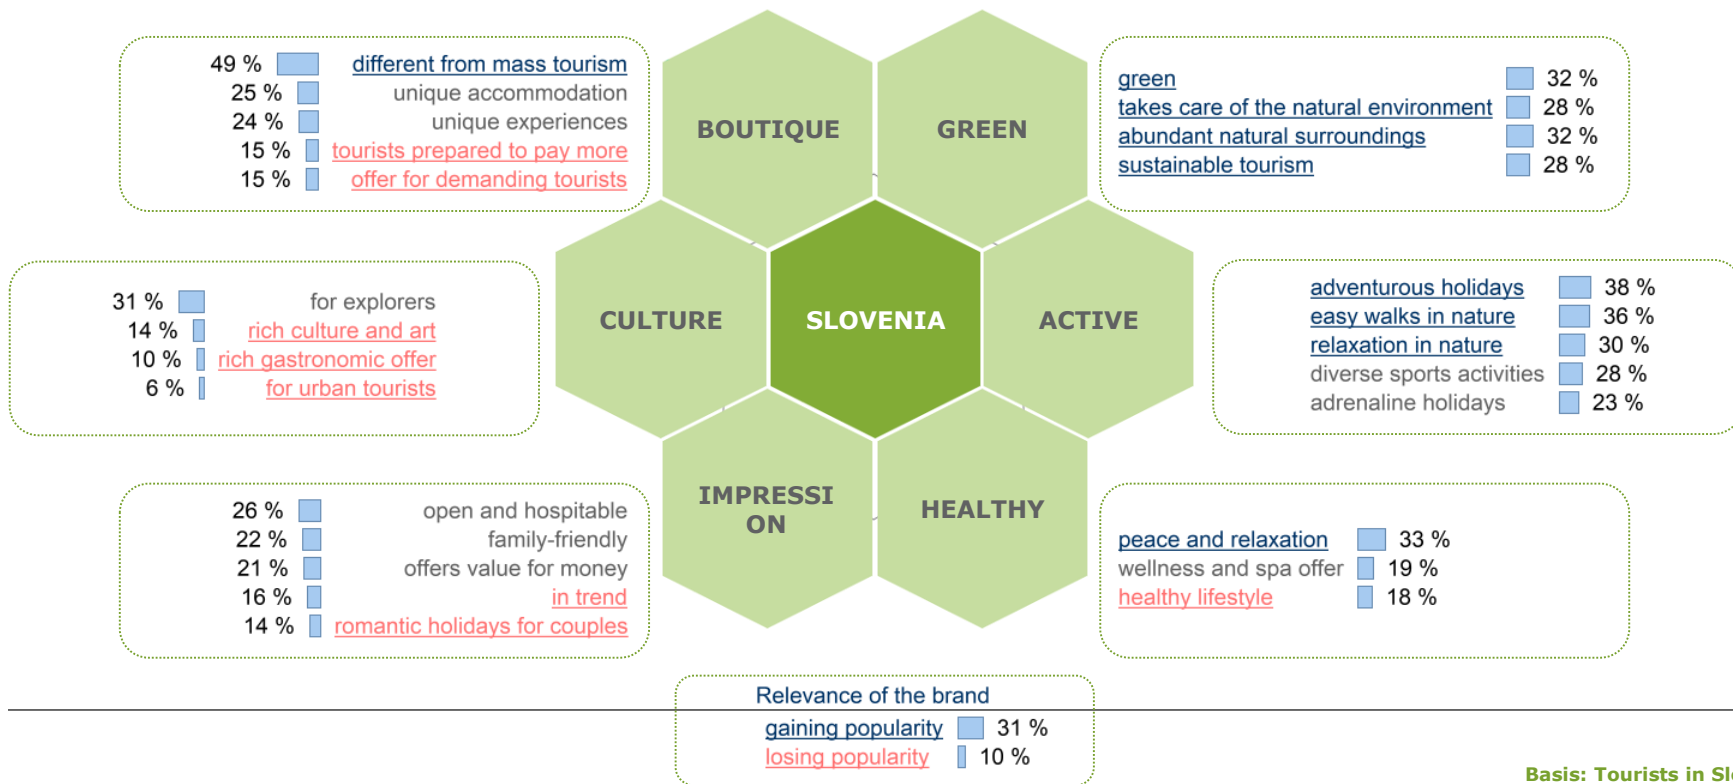 49 % different from mass tourism
25 % unique accommodation
24 % unique experiences
15 % tourists prepared to pay more
15 % offer for demanding tourists
BOUTIQUE
GREEN
green 32 %
takes care of the natural environment 28 %
abundant natural surroundings 32 %
sustainable tourism 28 %
31 % for explorers
14 % rich culture and art
10 % rich gastronomic offer
6 % for urban tourists
CULTURE
SLOVENIA
ACTIVE
adventurous holidays 38 %
easy walks in nature 36 %
relaxation in nature 30 %
diverse sports activities 28 %
adrenaline holidays 23 %
26 % open and hospitable
22 % family-friendly
21 % offers value for money
16 % in trend
14 % romantic holidays for couples
IMPRESSI
ON
HEALTHY
peace and relaxation 33 %
wellness and spa offer 19 %
healthy lifestyle 18 %
Relevance of the brand
gaining popularity 31 %
losing popularity 10 %
Basis: Tourists in Slo